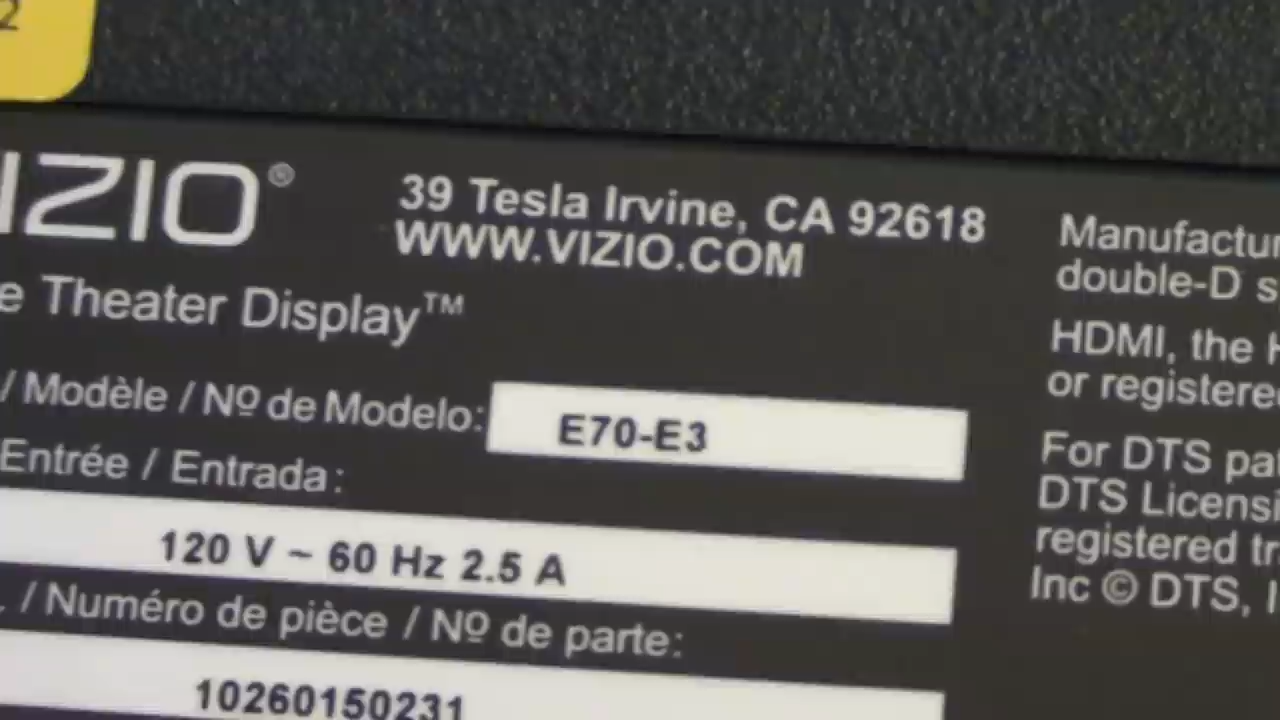 2
VIZIO®
39 Tesla Irvine, CA 92618
WWW.VIZIO.COM
e Theater Display™
/ Modèle / Nº de Modelo:
E70-E3
Entrée / Entrada:
120 V ~ 60 Hz 2.5 A
. / Numéro de pièce / Nº de parte:
10260150231
Manufactur
double-D s
HDMI, the H
or registere
For DTS pa
DTS Licensi
registered tr
Inc © DTS, I